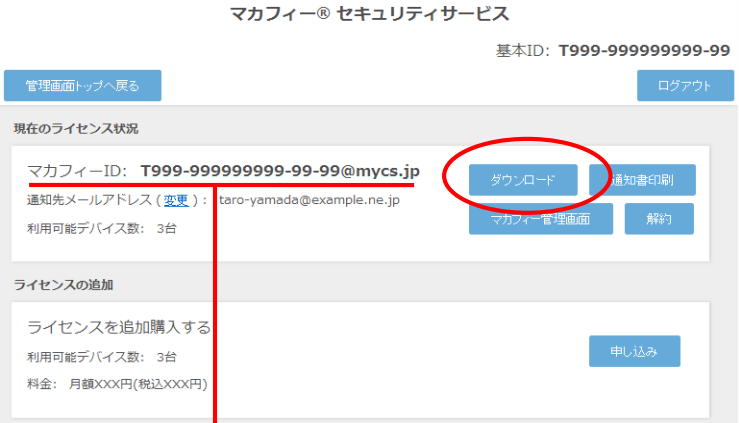 マカフィー® セキュリティサービス
基本ID: T999-999999999-99
管理画面トップへ戻る
ログアウト
現在のライセンス状況
マカフィーID: T999-999999999-99-99@mycs.jp
ダウンロード
通知書印刷
通知先メールアドレス ( 変更 ) : taro-yamada@example.ne.jp
マカフィー管理画面
解約
利用可能デバイス数: 3台
ライセンスの追加
ライセンスを追加購入する
利用可能デバイス数: 3台
申し込み
料金: 月額XXX円(税込XXX円)